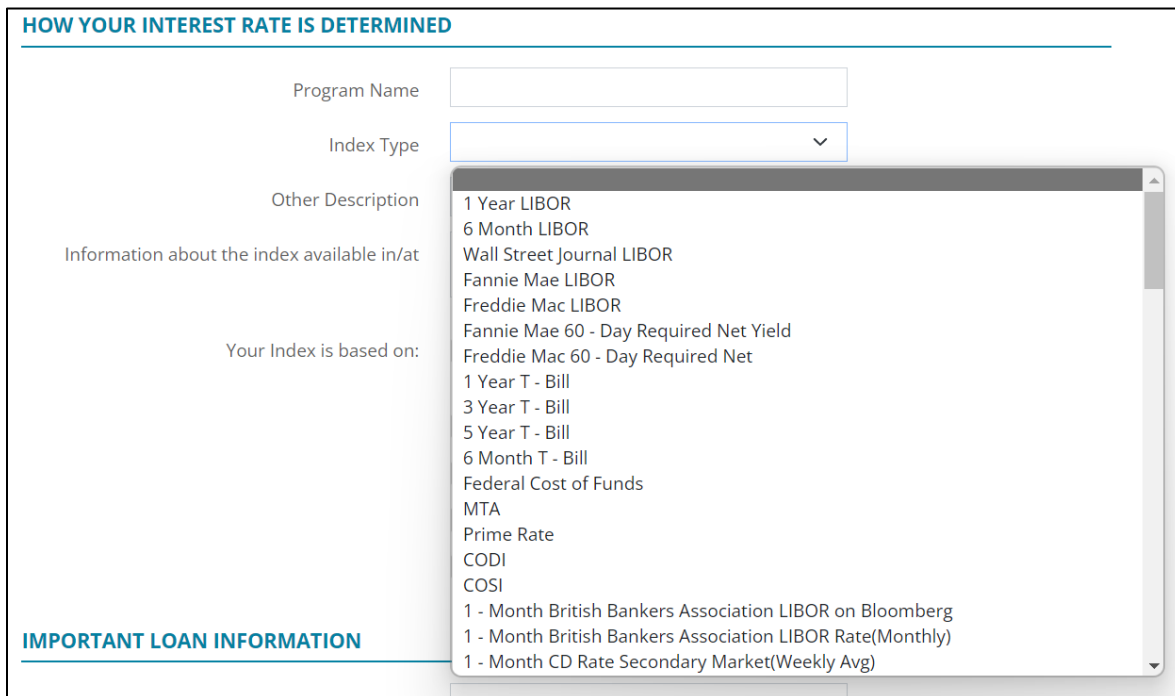 HOW YOUR INTEREST RATE IS DETERMINED
Program Name
Index Type
Other Description
Information about the index available in/at
Your Index is based on:
1 Year LIBOR
6 Month LIBOR
Wall Street Journal LIBOR
Fannie Mae LIBOR
Freddie Mac LIBOR
Fannie Mae 60 - Day Required Net Yield
Freddie Mac 60 - Day Required Net
1 Year T - Bill
3 Year T - Bill
5 Year T - Bill
6 Month T - Bill
Federal Cost of Funds
MTA
Prime Rate
CODI
COSI
1 - Month British Bankers Association LIBOR on Bloomberg
1 - Month British Bankers Association LIBOR Rate(Monthly)
1 - Month CD Rate Secondary Market(Weekly Avg)
IMPORTANT LOAN INFORMATION